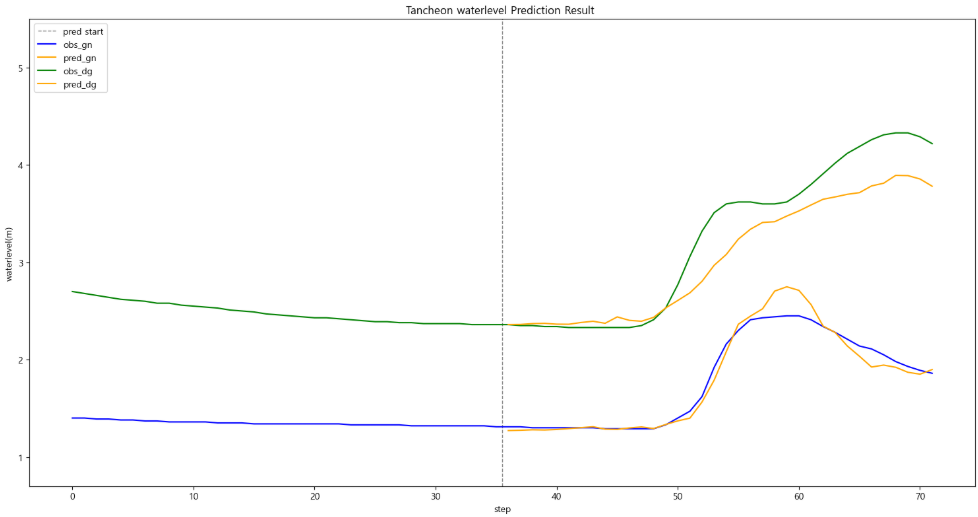 Tancheon waterlevel Prediction Result
pred start
obs_gn
pred_gn
obs_dg
pred_dg
waterlevel(m)
5
4
3
2
1
0
10
20
30
40
50
60
70
step